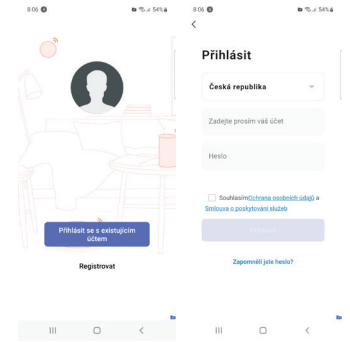 8:06
54%
Přihlásit se s existujícím
účtem
Registrovat
8:06
54%
Přihlásit
Česká republika
Zadejte prosím váš účet
Heslo
Souhlasím Ochrana osobních údajů a
Smlouva o poskytování služeb
Přihlásit
Zapomněli jste heslo?